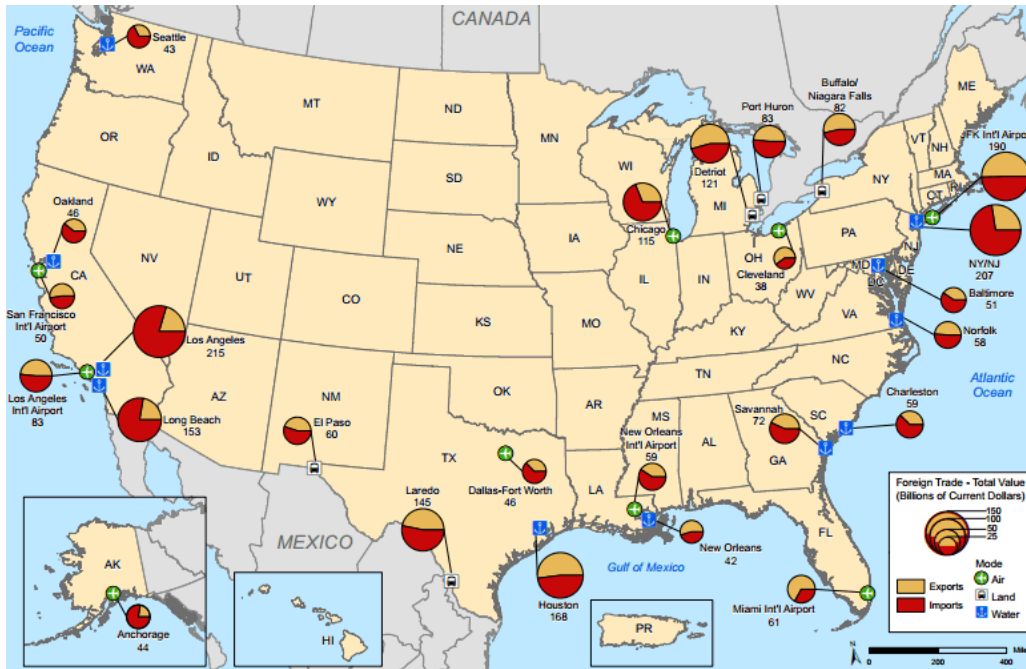 CANADA
Pacific
Ocean
Seattle
43
WA
MT
ND
MN
OR
ID
SD
WI
WY
Port Huron
83
Buffalo/
Niagara Falls
82
ME
VT
NH
JFK Int'l Airpo
190
MA
CT
RI
NY
Detriot
121
MI
Chicago
115
Oakland
46
NV
NE
IA
PA
NJ
NY/NJ
207
OH
Cleveland
38
MD
DE
DC
Baltimore
51
CA
UT
CO
IL
IN
WV
VA
Norfolk
58
San Francisco
Int'l Airport
50
KS
MO
KY
Los Angeles
215
NC
TN
Atlantic
Ocean
Los Angeles
Int'l Airport
83
AZ
NM
OK
AR
SC
Charleston
59
Long Beach
153
El Paso
60
MS
AL
GA
Savannah
72
New Orleans
Int'l Airport
59
TX
Dallas-Fort Worth
46
LA
Laredo
145
MEXICO
Houston
168
New Orleans
42
Gulf of Mexico
FL
Miami Int'l Airport
61
AK
Anchorage
44
HI
PR
Foreign Trade - Total Value
(Billions of Current Dollars)
150
100
50
25
Exports
Imports
Mode
Air
Land
Water
N
0 200 400 Mile